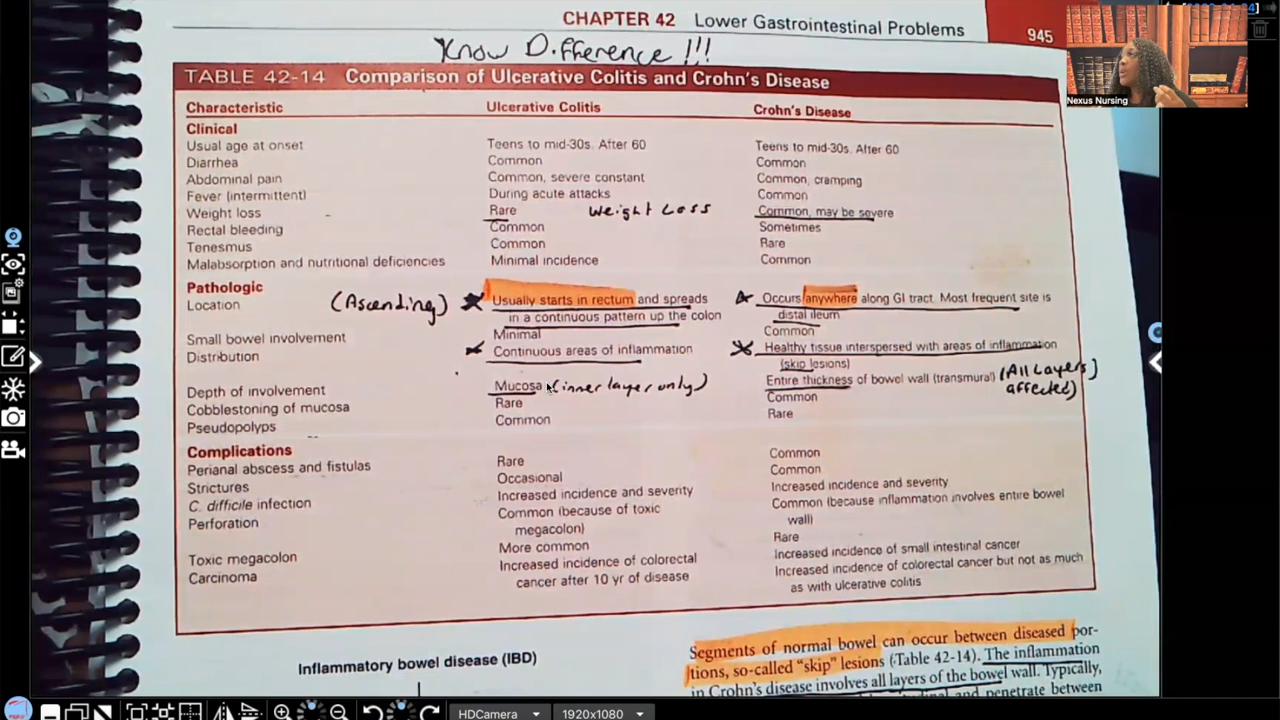 CHAPTER 42 Lower Gastrointestinal Problems 945
Know Difference !!!
TABLE 42-14 Comparison of Ulcerative Colitis and Crohn's Disease
Characteristic Ulcerative Colitis Crohn's Disease
Clinical
Usual age at onset Teens to mid-30s. After 60 Teens to mid-30s. After 60
Diarrhea Common Common
Abdominal pain Common, severe constant Common, cramping
Fever (intermittent) During acute attacks Common
Weight loss Rare Weight Loss Common, may be severe
Rectal bleeding Common Sometimes
Tenesmus Common Rare
Malabsorption and nutritional deficiencies Minimal incidence Common
Pathologic
Location (Ascending) Usually starts in rectum and spreads Occurs anywhere along GI tract. Most frequent site is
in a continuous pattern up the colon distal ileum
Small bowel involvement Minimal Common
Distribution Continuous areas of inflammation Healthy tissue interspersed with areas of inflammation
(skip lesions)
Depth of involvement Mucosa (inner layer only) Entire thickness of bowel wall (transmural) (All Layers affected)
Cobblestoning of mucosa Rare Common
Pseudopolyps Common Rare
Complications
Perianal abscess and fistulas Rare Common
Strictures Occasional Common
C. difficile infection Increased incidence and severity Increased incidence and severity
Perforation Common (because of toxic Common (because inflammation involves entire bowel
megacolon) wall)
Toxic megacolon More common Rare
Carcinoma Increased incidence of colorectal Increased incidence of small intestinal cancer
cancer after 10 yr of disease Increased incidence of colorectal cancer but not as much
as with ulcerative colitis
Inflammatory bowel disease (IBD)
Segments of normal bowel can occur between diseased por-
tions, so-called "skip" lesions (Table 42-14). The inflammation
in Crohn's disease involves all layers of the bowel wall. Typically,
and penetrate between
Nexus Nursing
HDCamera 1920x1080